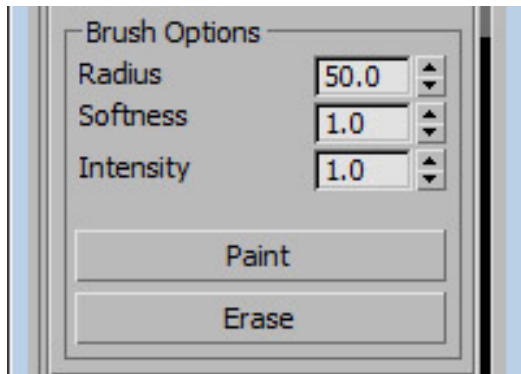 Brush Options
Radius 50.0
Softness 1.0
Intensity 1.0
Paint
Erase